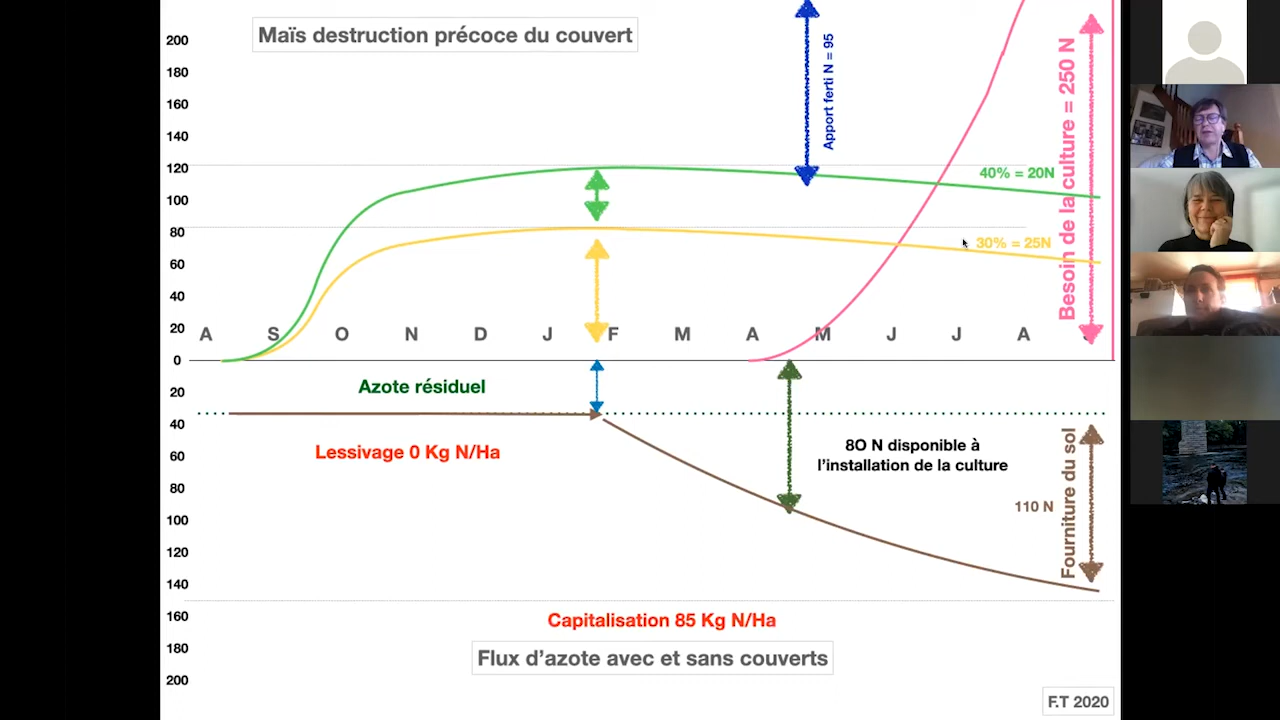 Maïs destruction précoce du couvert
200
180
160
140
120
100
80
60
40
20
0
20
40
60
80
100
120
140
160
180
200
Apport ferti N = 95
Besoin de la culture = 250 N
40% = 20N
30% = 25N
A S O N D J F M A M J J A
Azote résiduel
Lessivage 0 Kg N/Ha
8O N disponible à
l'installation de la culture
110 N
Fourniture du sol
Capitalisation 85 Kg N/Ha
Flux d'azote avec et sans couverts
F.T 2020